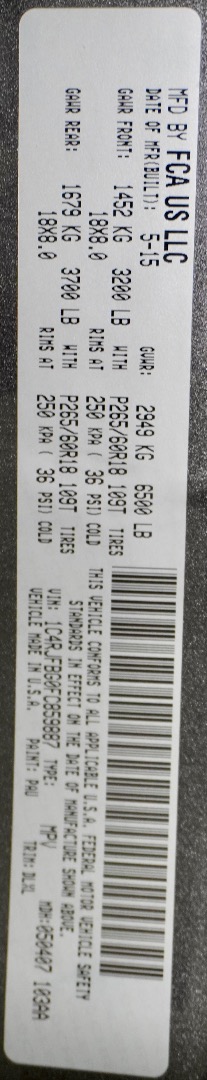 MFD BY FCA US LLC
DATE OF MFR(BUILT): 5-15 GVWR: 2949 KG 6500 LB
GAWR FRONT: 1452 KG 3200 LB WITH P265/60R18 109T TIRES
18X8.0 RIMS AT 250 KPA ( 36 PSI) COLD
GAWR REAR: 1679 KG 3700 LB WITH P265/60R18 109T TIRES
18X8.0 RIMS AT 250 KPA ( 36 PSI) COLD
THIS VEHICLE CONFORMS TO ALL APPLICABLE U.S.A. FEDERAL MOTOR VEHICLE SAFETY
STANDARDS IN EFFECT ON THE DATE OF MANUFACTURE SHOWN ABOVE.
VIN: TYPE: MPV MDH:050407 103AA
VEHICLE MADE IN U.S.A. PAINT: PAU TRIM: